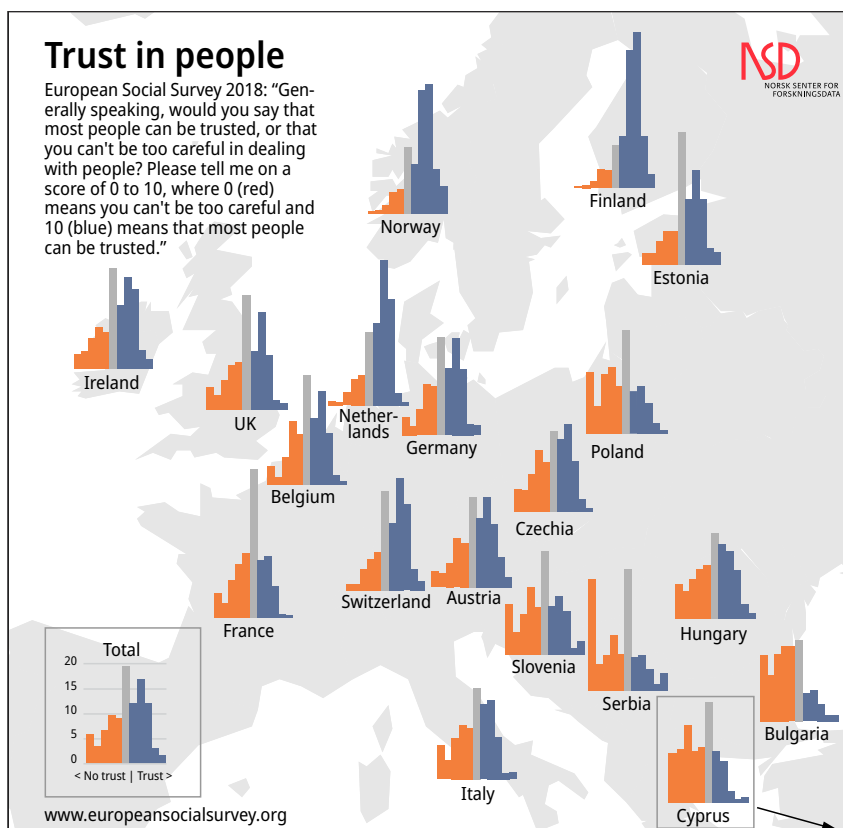 Trust in people
European Social Survey 2018: “Gen-
erally speaking, would you say that
most people can be trusted, or that
you can't be too careful in dealing
with people? Please tell me on a
score of 0 to 10, where 0 (red)
means you can't be too careful and
10 (blue) means that most people
can be trusted.”
NSD
NORSK SENTER FOR
FORSKNINGSDATA
Norway
Finland
Estonia
Ireland
UK
Nether-
lands
Germany
Poland
Belgium
Czechia
France
Switzerland
Austria
Slovenia
Serbia
Hungary
Bulgaria
Italy
Cyprus
Total
20
15
10
5
0
< No trust | Trust >
www.europeansocialsurvey.org